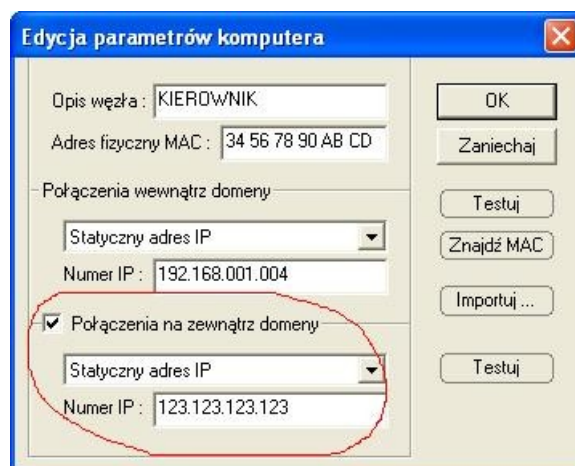 Edycja parametrów komputera
Opis węzła : KIEROWNIK
OK
Adres fizyczny MAC : 34 56 78 90 AB CD
Zaniechaj
Połączenia wewnątrz domeny
Testuj
Statyczny adres IP
Znajdź MAC
Numer IP : 192.168.001.004
Importuj ...
Połączenia na zewnątrz domeny
Statyczny adres IP
Testuj
Numer IP : 123.123.123.123